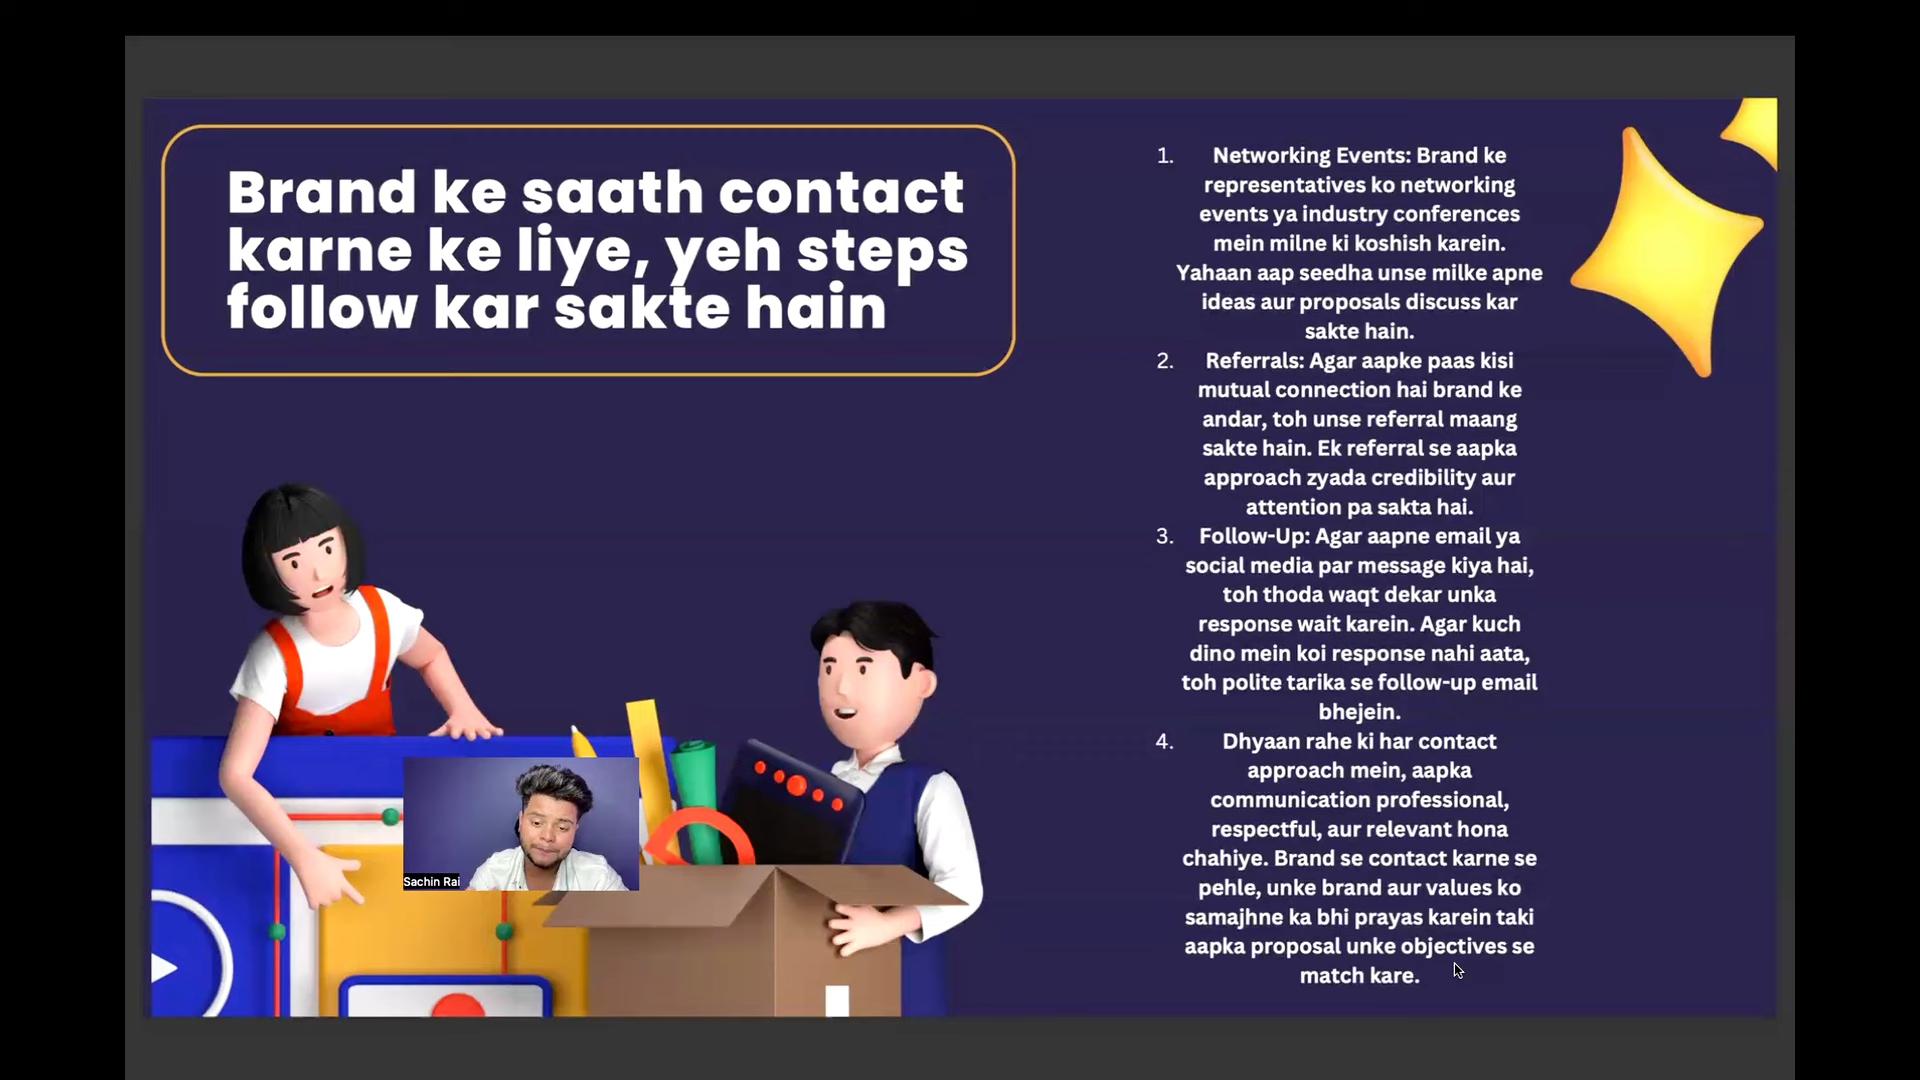 Brand ke saath contact
karne ke liye, yeh steps
follow kar sakte hain
1. Networking Events: Brand ke
representatives ko networking
events ya industry conferences
mein milne ki koshish karein.
Yahaan aap seedha unse milke apne
ideas aur proposals discuss kar
sakte hain.
2. Referrals: Agar aapke paas kisi
mutual connection hai brand ke
andar, toh unse referral maang
sakte hain. Ek referral se aapka
approach zyada credibility aur
attention pa sakta hai.
3. Follow-Up: Agar aapne email ya
social media par message kiya hai,
toh thoda waqt dekar unka
response wait karein. Agar kuch
dino mein koi response nahi aata,
toh polite tarika se follow-up email
bhejein.
4. Dhyaan rahe ki har contact
approach mein, aapka
communication professional,
respectful, aur relevant hona
chahiye. Brand se contact karne se
pehle, unke brand aur values ko
samajhne ka bhi prayas karein taki
aapka proposal unke objectives se
match kare.
Sachin Rai